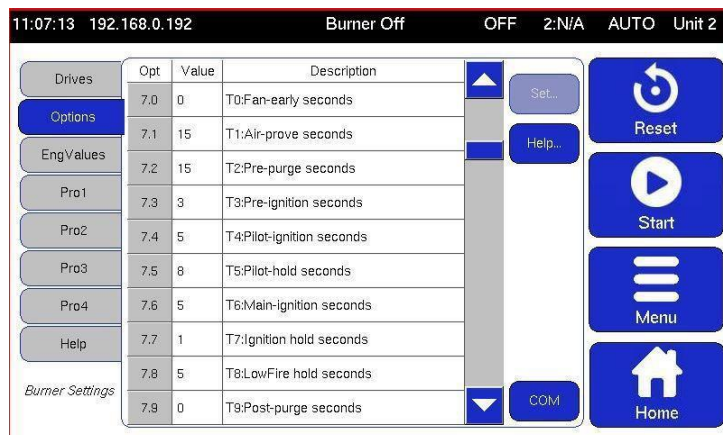 11:07:13 192.168.0.192 Burner Off OFF 2:N/A AUTO Unit 2
Drives
Options
EngValues
Pro1
Pro2
Pro3
Pro4
Help
Burner Settings
Opt Value Description
7.0 0 T0:Fan-early seconds
7.1 15 T1:Air-prove seconds
7.2 15 T2:Pre-purge seconds
7.3 3 T3:Pre-ignition seconds
7.4 5 T4:Pilot-ignition seconds
7.5 8 T5:Pilot-hold seconds
7.6 5 T6:Main-ignition seconds
7.7 1 T7:Ignition hold seconds
7.8 5 T8:LowFire hold seconds
7.9 0 T9:Post-purge seconds
Set...
Help...
COM
Reset
Start
Menu
Home